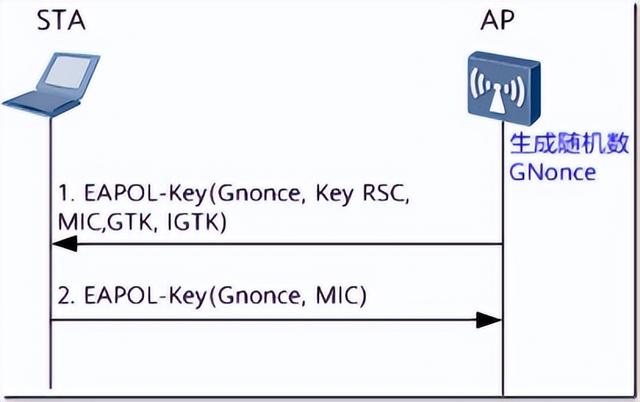 STA
AP
生成随机数
GNonce
1. EAPOL-Key(Gnonce, Key RSC,
MIC,GTK, IGTK)
2. EAPOL-Key(Gnonce, MIC)